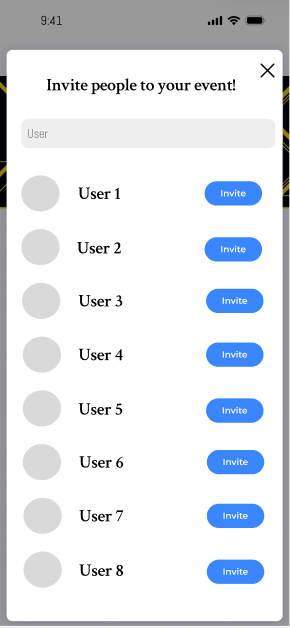 9:41
Invite people to your event!
User
User 1 Invite
User 2 Invite
User 3 Invite
User 4 Invite
User 5 Invite
User 6 Invite
User 7 Invite
User 8 Invite